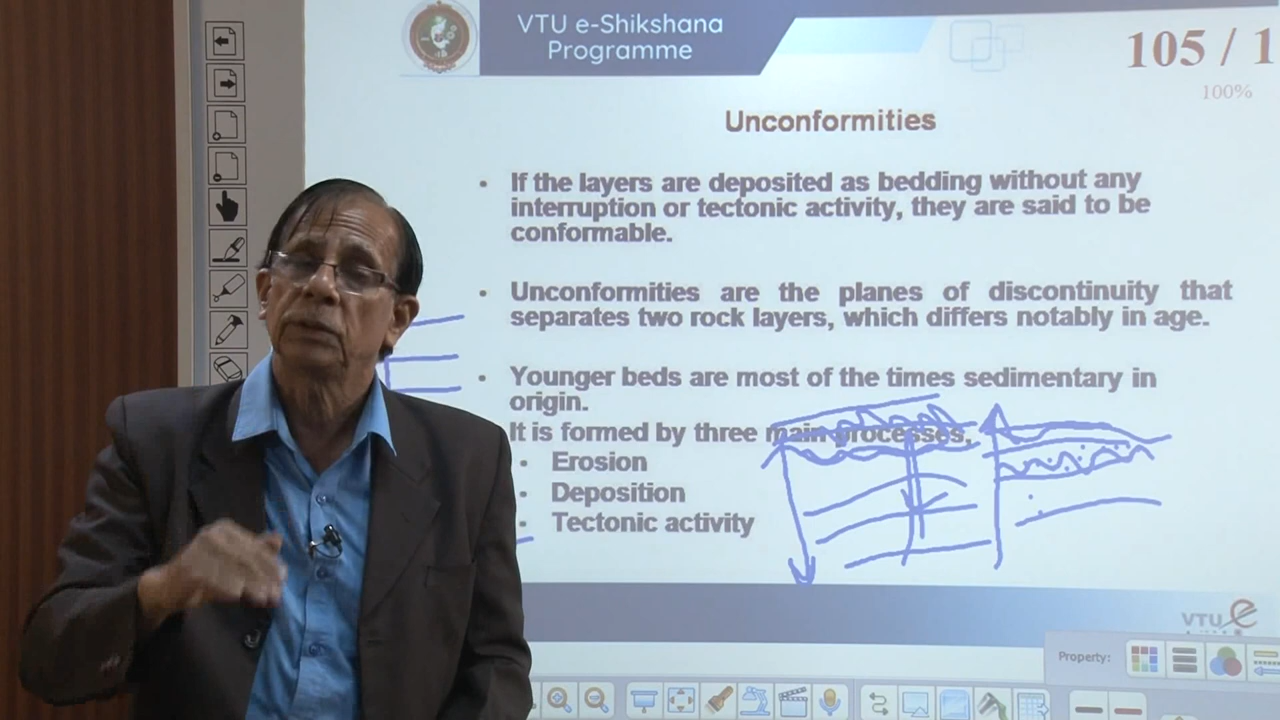 VTU e-Shikshana
Programme
105 / 1
100%
Unconformities
• If the layers are deposited as bedding without any
interruption or tectonic activity, they are said to be
conformable.
• Unconformities are the planes of discontinuity that
separates two rock layers, which differs notably in age.
• Younger beds are most of the times sedimentary in
origin.
It is formed by three main processes,
• Erosion
• Deposition
• Tectonic activity
VTU e
Property: